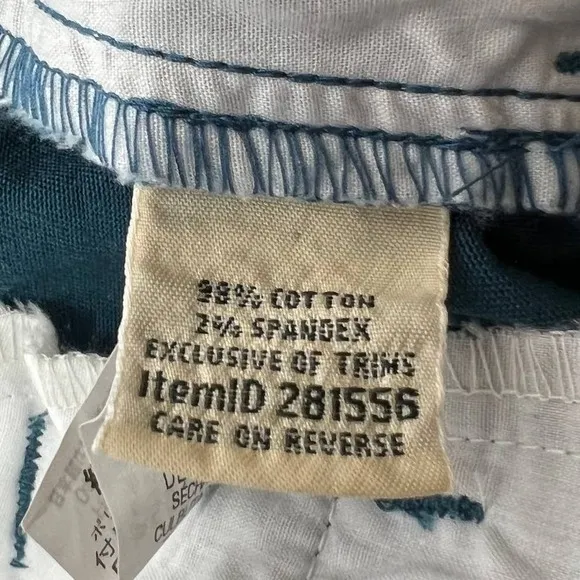 98% COTTON
2% SPANDEX
EXCLUSIVE OF TRIMS
ItemID 281556
CARE ON REVERSE